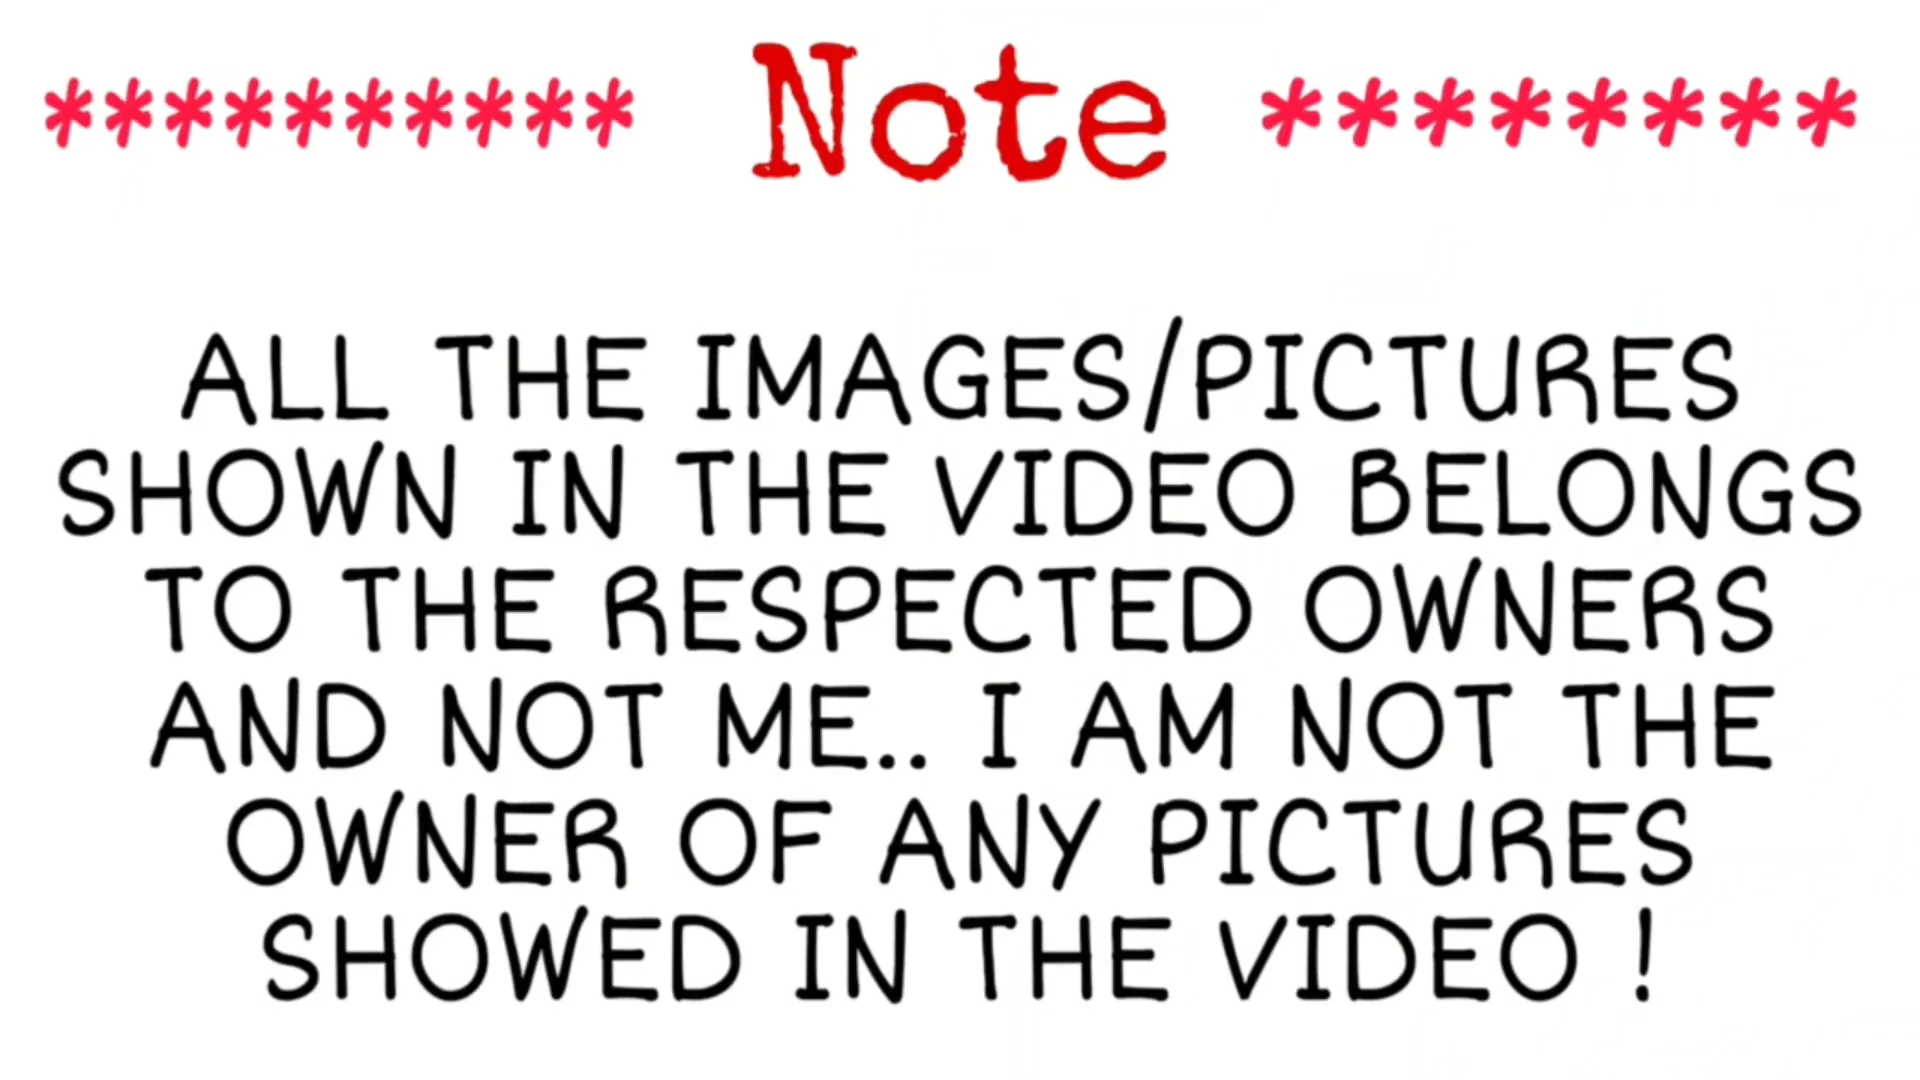 ********** Note ********
ALL THE IMAGES/PICTURES
SHOWN IN THE VIDEO BELONGS
TO THE RESPECTED OWNERS
AND NOT ME.. I AM NOT THE
OWNER OF ANY PICTURES
SHOWED IN THE VIDEO !